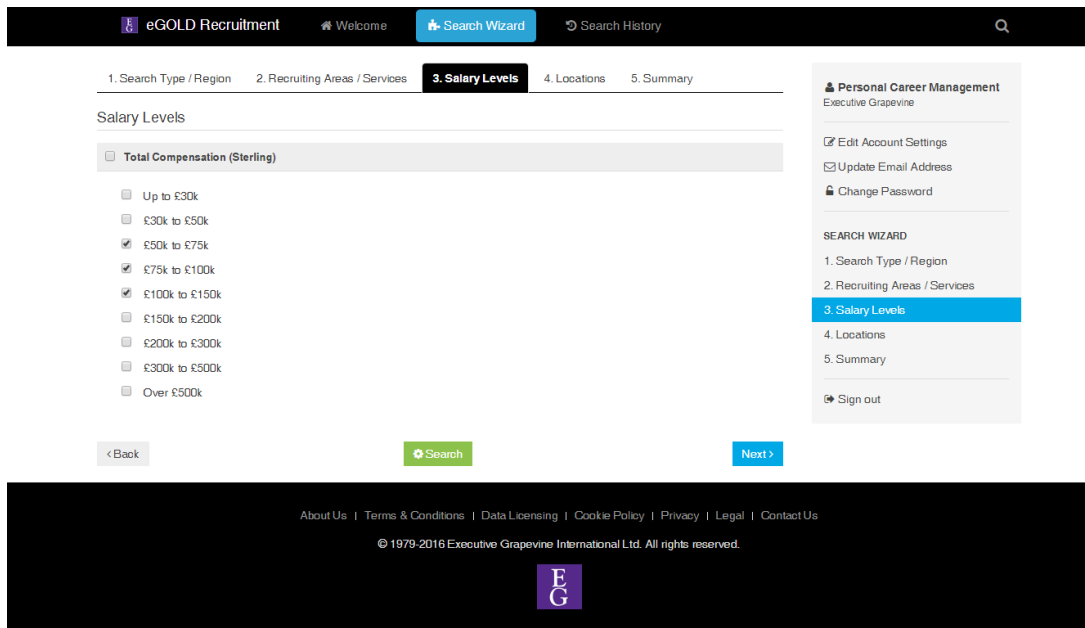 E
G
eGOLD Recruitment
Welcome
Search Wizard
Search History
1. Search Type / Region
2. Recruiting Areas / Services
3. Salary Levels
4. Locations
5. Summary
Salary Levels
Total Compensation (Sterling)
Up to £30k
£30k to £50k
£50k to £75k
£75k to £100k
£100k to £150k
£150k to £200k
£200k to £300k
£300k to £500k
Over £500k
< Back
Search
Next >
Personal Career Management
Executive Grapevine
Edit Account Settings
Update Email Address
Change Password
SEARCH WIZARD
1. Search Type / Region
2. Recruiting Areas / Services
3. Salary Levels
4. Locations
5. Summary
Sign out
About Us | Terms & Conditions | Data Licensing | Cookie Policy | Privacy | Legal | Contact Us
© 1979-2016 Executive Grapevine International Ltd. All rights reserved.
E
G